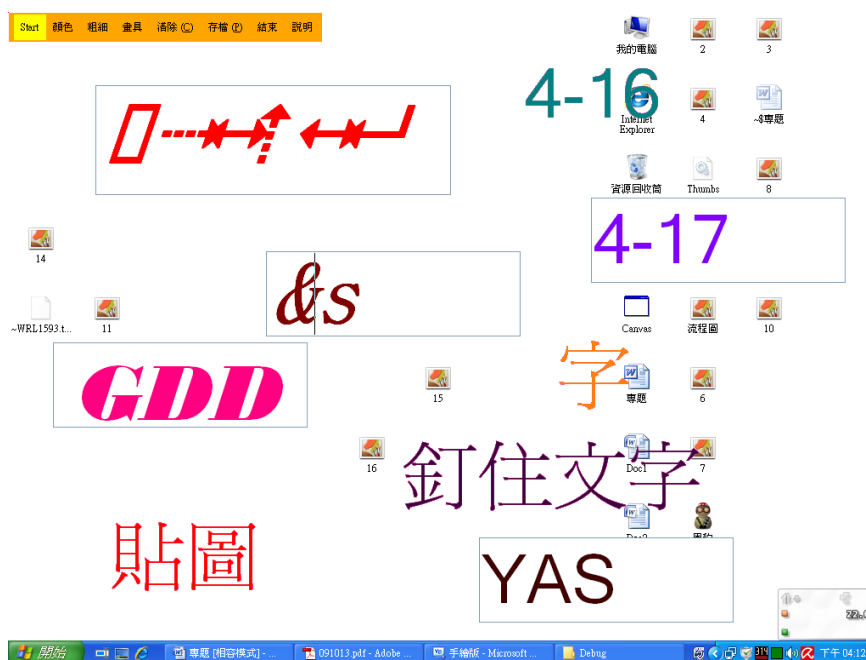 Start 顏色 粗細 畫具 清除(C) 存檔(P) 結束 說明
我的電腦 2 3
4-16
Internet Explorer 4 ~$專題
資源回收筒 Thumbs 8
4-17
14
&s
~WRL1593.t... 11
Canvas 流程圖 10
GDD
字
15 專題 6
釘住文字
16 Doc1 7
貼圖
YAS
22.
開始 專題 [相容模式] - ... 091013.pdf - Adobe ... 手繪版 - Microsoft ... Debug 下午 04:12